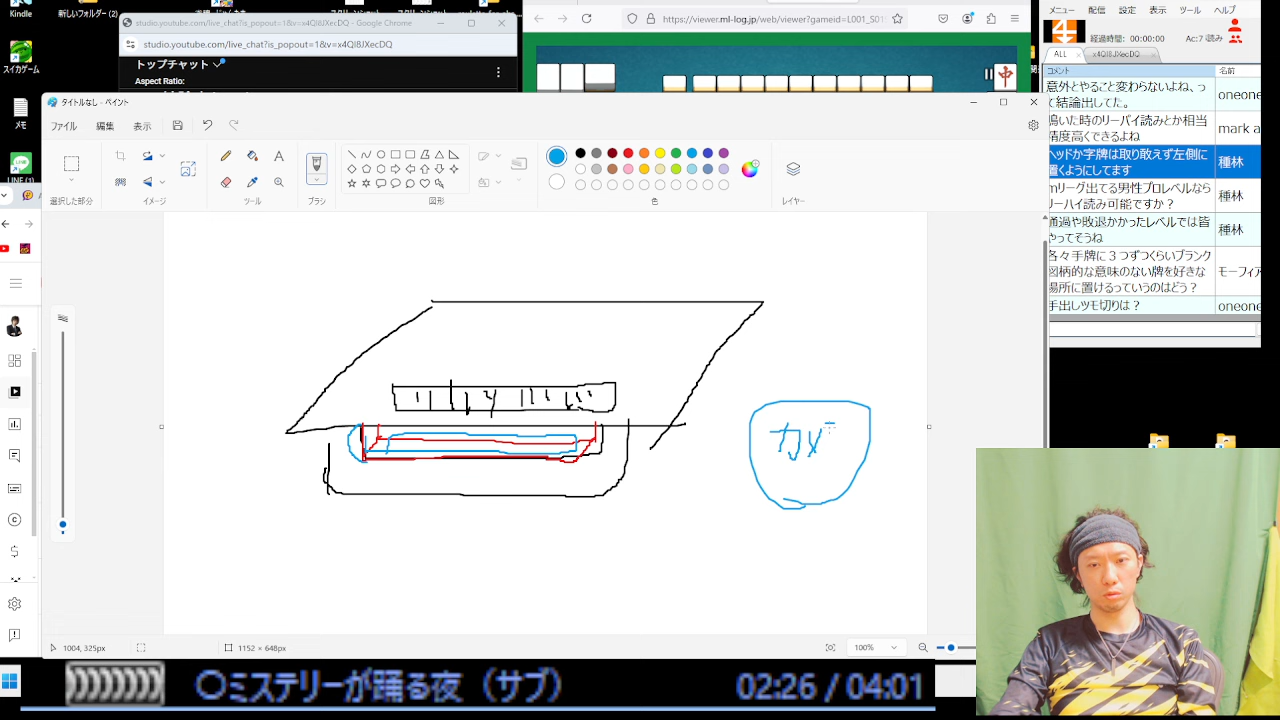 Kindle
新しいフォルダー (2)
スイカゲーム
メモ
LINE (1)
studio.youtube.com/live_chat?is_popout=1&v=x4QI8JXecDQ - Google Chrome
studio.youtube.com/live_chat?is_popout=1&v=x4QI8JXecDQ
トップチャット
Aspect Ratio:
https://viewer.ml-log.jp/web/viewer?gameid=L001_S01
中
メニュー 配信 表示 ツール ヘルプ
経過時間: 00:00:00 Ac:7 /読み
ALL x4QI8JXecDQ
コメント 名前
意外とやること変わらないよね、っ
て結論出してた。 oneone
鳴いた時のリーパイ読みとか相当
精度高くできるよね mark a
ヘッドか字牌は取り敢えず左側に
置くようにしてます 種林
mリーグ出てる男性プロレベルなら
リーハイ読み可能ですか？ 種林
通過や敗退かかったレベルでは皆
やってそうね 種林
各々手牌に３つずつくらいブランク
図柄的な意味のない牌を好きな
場所に置けるっていうのはどう？ モーフィア
手出しツモ切りは？ oneone
タイトルなし - ペイント
ファイル 編集 表示
選択した部分 イメージ ツール ブラシ 図形 色 レイヤー
カメ
1004, 325px
1152 × 648px
100%
〇ミステリーが踊る夜（サブ） 02:26 / 04:01